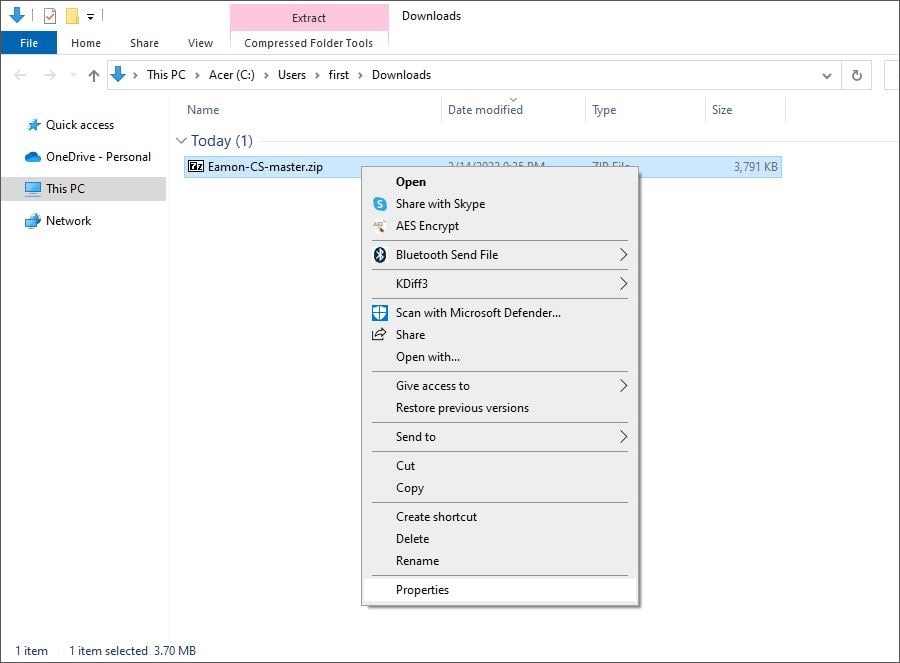 Extract
Downloads
File
Home
Share
View
Compressed Folder Tools
This PC
Acer (C:)
Users
first
Downloads
Name
Date modified
Type
Size
Quick access
OneDrive - Personal
This PC
Network
Today (1)
7z
Eamon-CS-master.zip
3,791 KB
Open
Share with Skype
AES Encrypt
Bluetooth Send File
KDiff3
Scan with Microsoft Defender...
Share
Open with...
Give access to
Restore previous versions
Send to
Cut
Copy
Create shortcut
Delete
Rename
Properties
1 item
1 item selected 3.70 MB